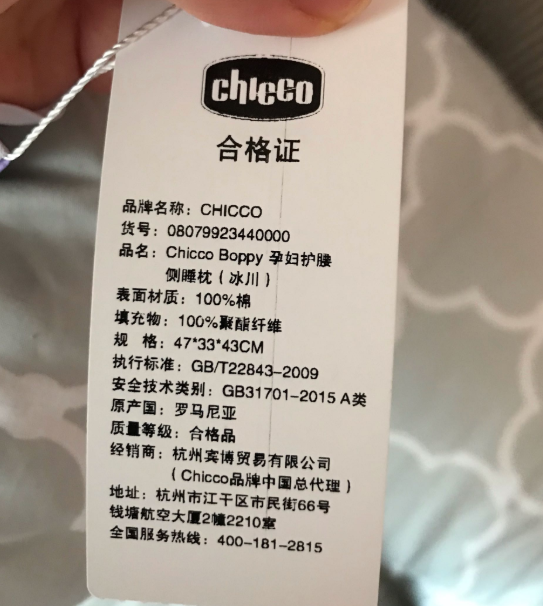 chicco
合格证
品牌名称：CHICCO
货号：08079923440000
品名：Chicco Boppy 孕妇护腰
侧睡枕（冰川）
表面材质：100%棉
填充物：100%聚酯纤维
规 格：47*33*43CM
执行标准：GB/T22843-2009
安全技术类别：GB31701-2015 A类
原产国：罗马尼亚
质量等级：合格品
经销商：杭州宾博贸易有限公司
（Chicco品牌中国总代理）
地址：杭州市江干区市民街66号
钱塘航空大厦2幢2210室
全国服务热线：400-181-2815